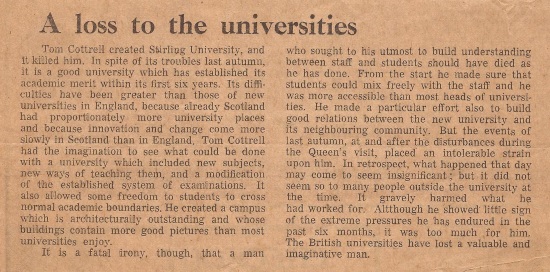 A loss to the universities
Tom Cottrell created Stirling University, and
it killed him. In spite of its troubles last autumn,
it is a good university which has established its
academic merit within its first six years. Its diffi-
culties have been greater than those of new
universities in England, because already Scotland
had proportionately more university places
and because innovation and change come more
slowly in Scotland than in England. Tom Cottrell
had the imagination to see what could be done
with a university which included new subjects,
new ways of teaching them, and a modification
of the established system of examinations. It
also allowed some freedom to students to cross
normal academic boundaries. He created a campus
which is architecturally outstanding and whose
buildings contain more good pictures than most
universities enjoy.
It is a fatal irony, though, that a man
who sought to his utmost to build understanding
between staff and students should have died as
he has done. From the start he made sure that
students could mix freely with the staff and he
was more accessible than most heads of universi-
ties. He made a particular effort also to build
good relations between the new university and
its neighbouring community. But the events of
last autumn, at and after the disturbances during
the Queen's visit, placed an intolerable strain
upon him. In retrospect, what happened that day
may come to seem insignificant; but it did not
seem so to many people outside the university at
the time. It gravely harmed what he
had worked for. Although he showed little sign
of the extreme pressures he has endured in the
past six months, it was too much for him.
The British universities have lost a valuable and
imaginative man.